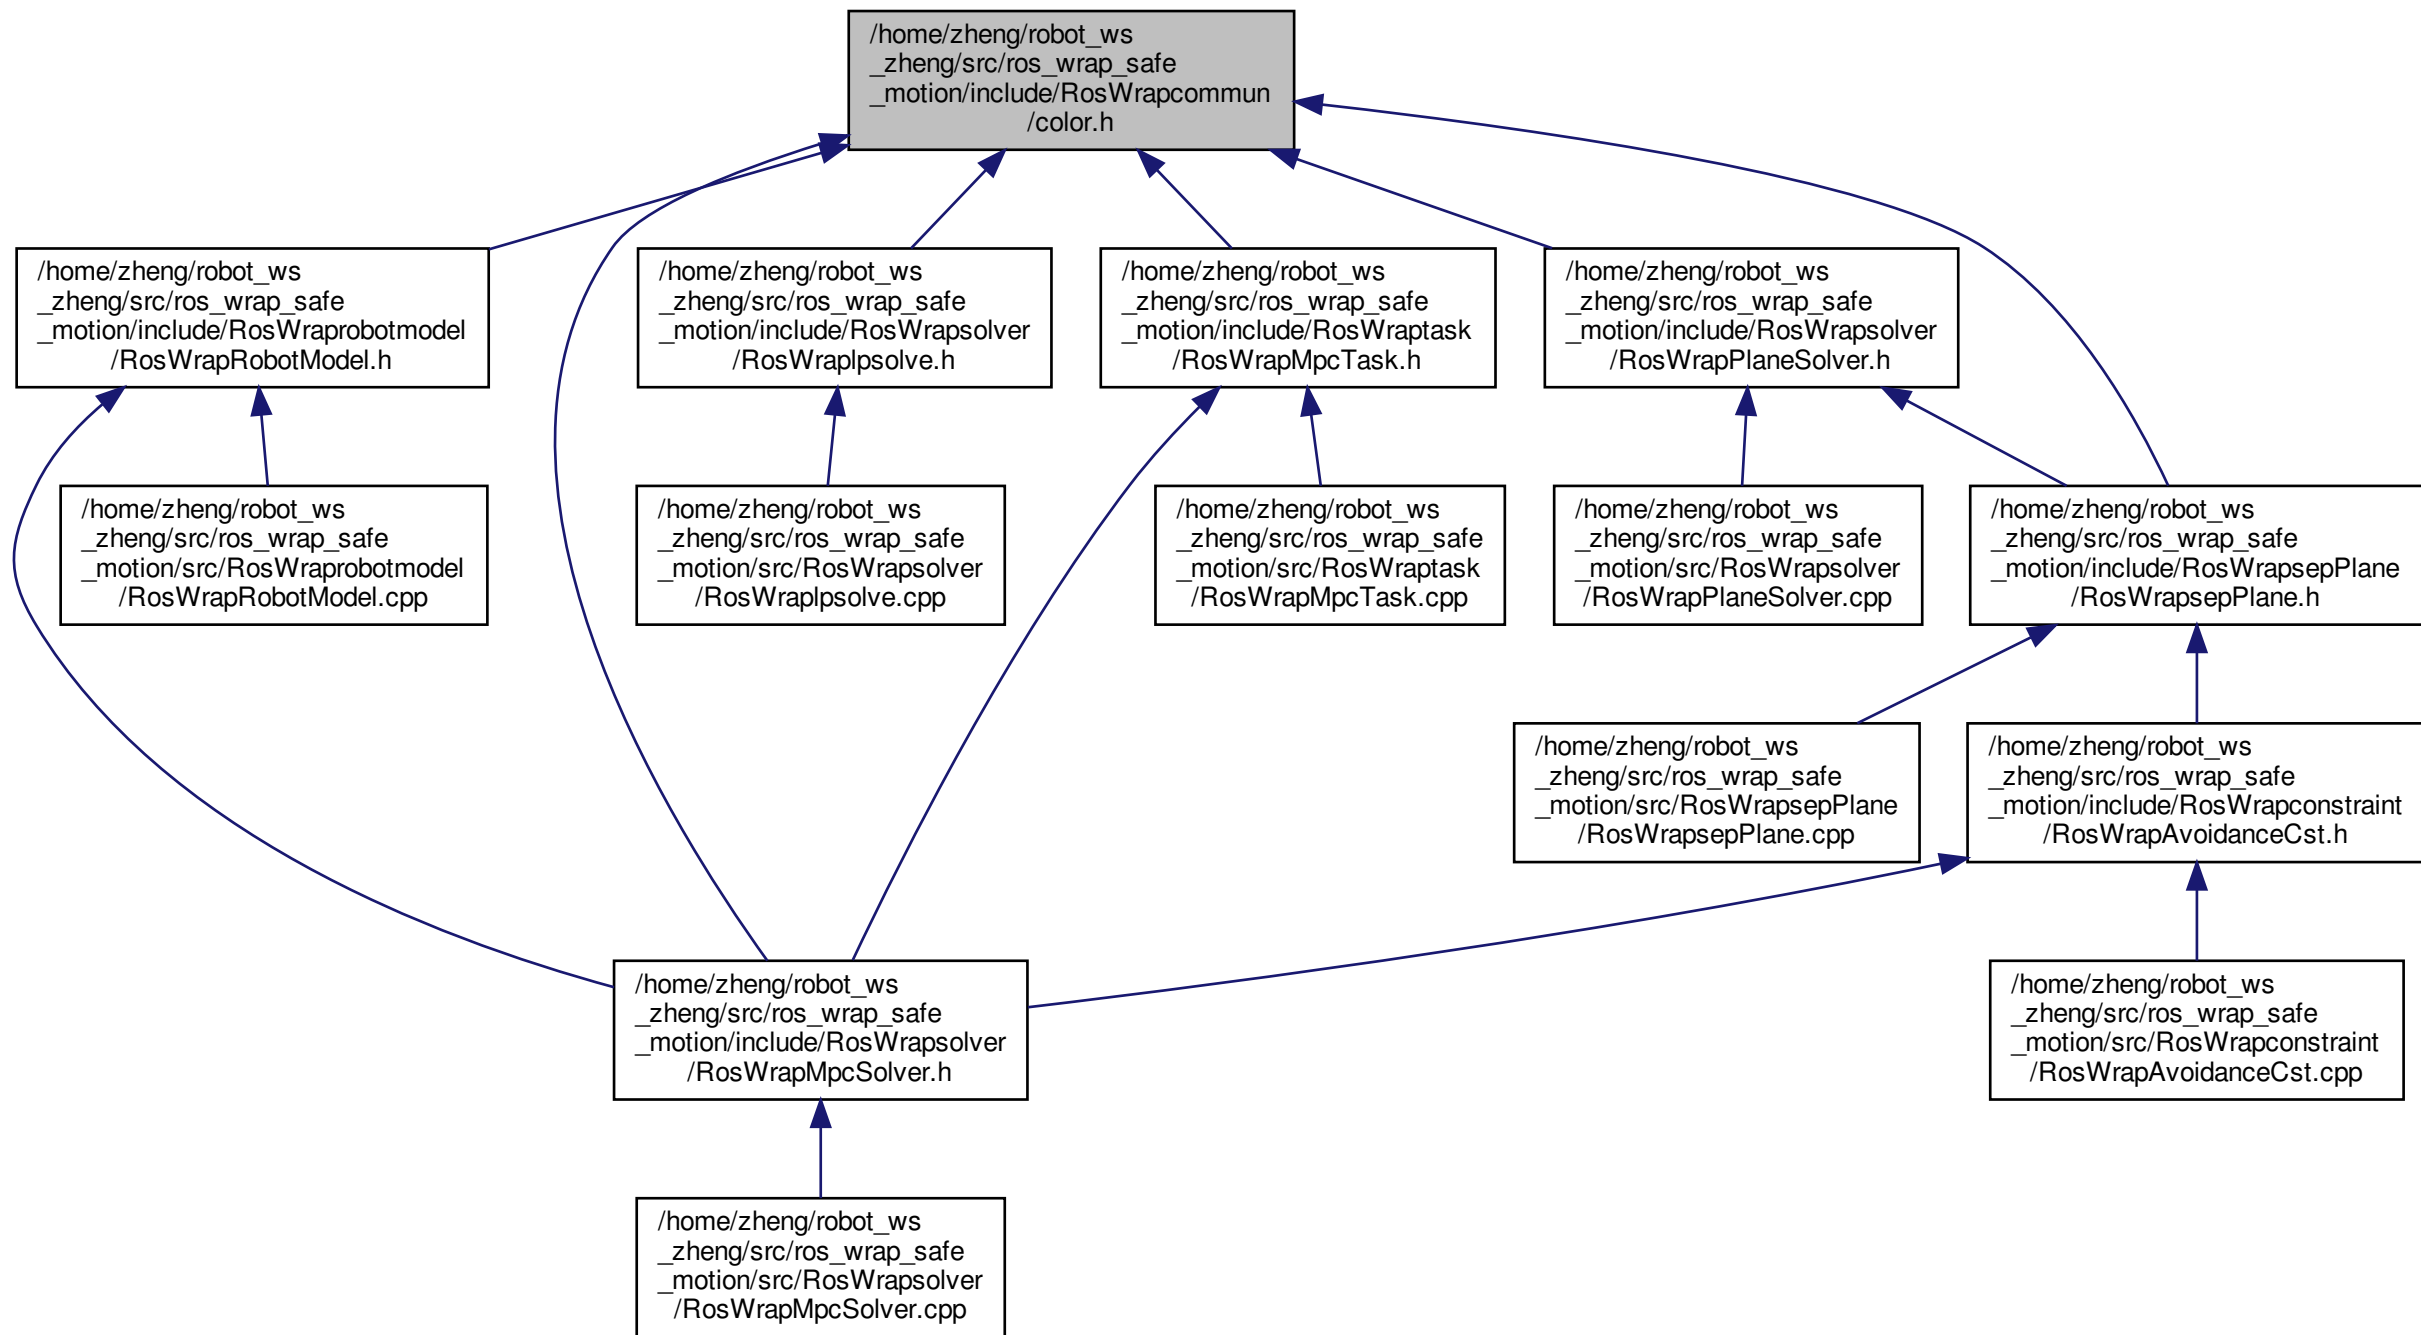 /home/zheng/robot_ws
_zheng/src/ros_wrap_safe
_motion/include/RosWrapcommun
/color.h
/home/zheng/robot_ws
_zheng/src/ros_wrap_safe
_motion/include/RosWraprobotmodel
/RosWrapRobotModel.h
/home/zheng/robot_ws
_zheng/src/ros_wrap_safe
_motion/include/RosWrapsolver
/RosWraplpsolve.h
/home/zheng/robot_ws
_zheng/src/ros_wrap_safe
_motion/include/RosWraptask
/RosWrapMpcTask.h
/home/zheng/robot_ws
_zheng/src/ros_wrap_safe
_motion/include/RosWrapsolver
/RosWrapPlaneSolver.h
/home/zheng/robot_ws
_zheng/src/ros_wrap_safe
_motion/src/RosWraprobotmodel
/RosWrapRobotModel.cpp
/home/zheng/robot_ws
_zheng/src/ros_wrap_safe
_motion/src/RosWrapsolver
/RosWraplpsolve.cpp
/home/zheng/robot_ws
_zheng/src/ros_wrap_safe
_motion/src/RosWraptask
/RosWrapMpcTask.cpp
/home/zheng/robot_ws
_zheng/src/ros_wrap_safe
_motion/src/RosWrapsolver
/RosWrapPlaneSolver.cpp
/home/zheng/robot_ws
_zheng/src/ros_wrap_safe
_motion/include/RosWrapsepPlane
/RosWrapsepPlane.h
/home/zheng/robot_ws
_zheng/src/ros_wrap_safe
_motion/src/RosWrapsepPlane
/RosWrapsepPlane.cpp
/home/zheng/robot_ws
_zheng/src/ros_wrap_safe
_motion/include/RosWrapconstraint
/RosWrapAvoidanceCst.h
/home/zheng/robot_ws
_zheng/src/ros_wrap_safe
_motion/include/RosWrapsolver
/RosWrapMpcSolver.h
/home/zheng/robot_ws
_zheng/src/ros_wrap_safe
_motion/src/RosWrapconstraint
/RosWrapAvoidanceCst.cpp
/home/zheng/robot_ws
_zheng/src/ros_wrap_safe
_motion/src/RosWrapsolver
/RosWrapMpcSolver.cpp